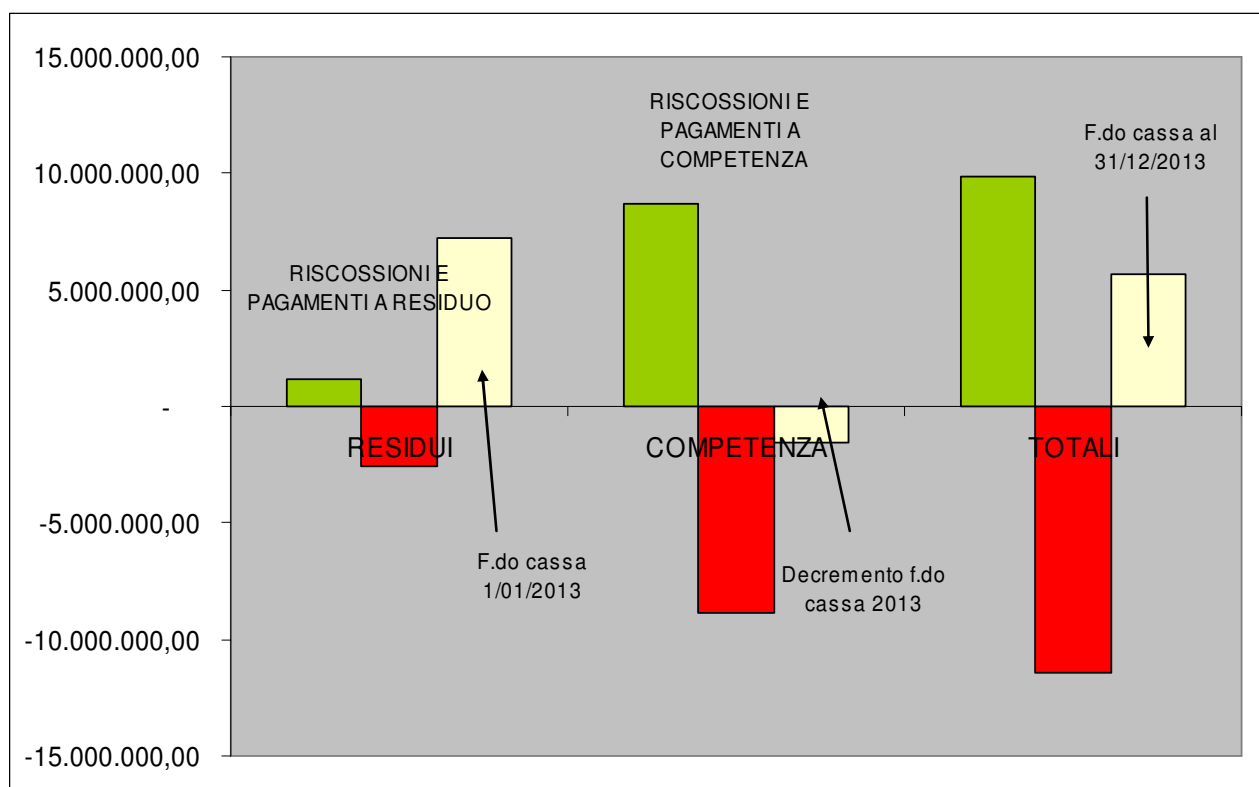 15.000.000,00
10.000.000,00
5.000.000,00
-
-5.000.000,00
-10.000.000,00
-15.000.000,00
RISCOSSIONI E
PAGAMENTI A RESIDUO
RISCOSSIONI E
PAGAMENTI A
COMPETENZA
F.do cassa al
31/12/2013
RESIDUI
COMPETENZA
TOTALI
F.do cassa
1/01/2013
Decremento f.do
cassa 2013